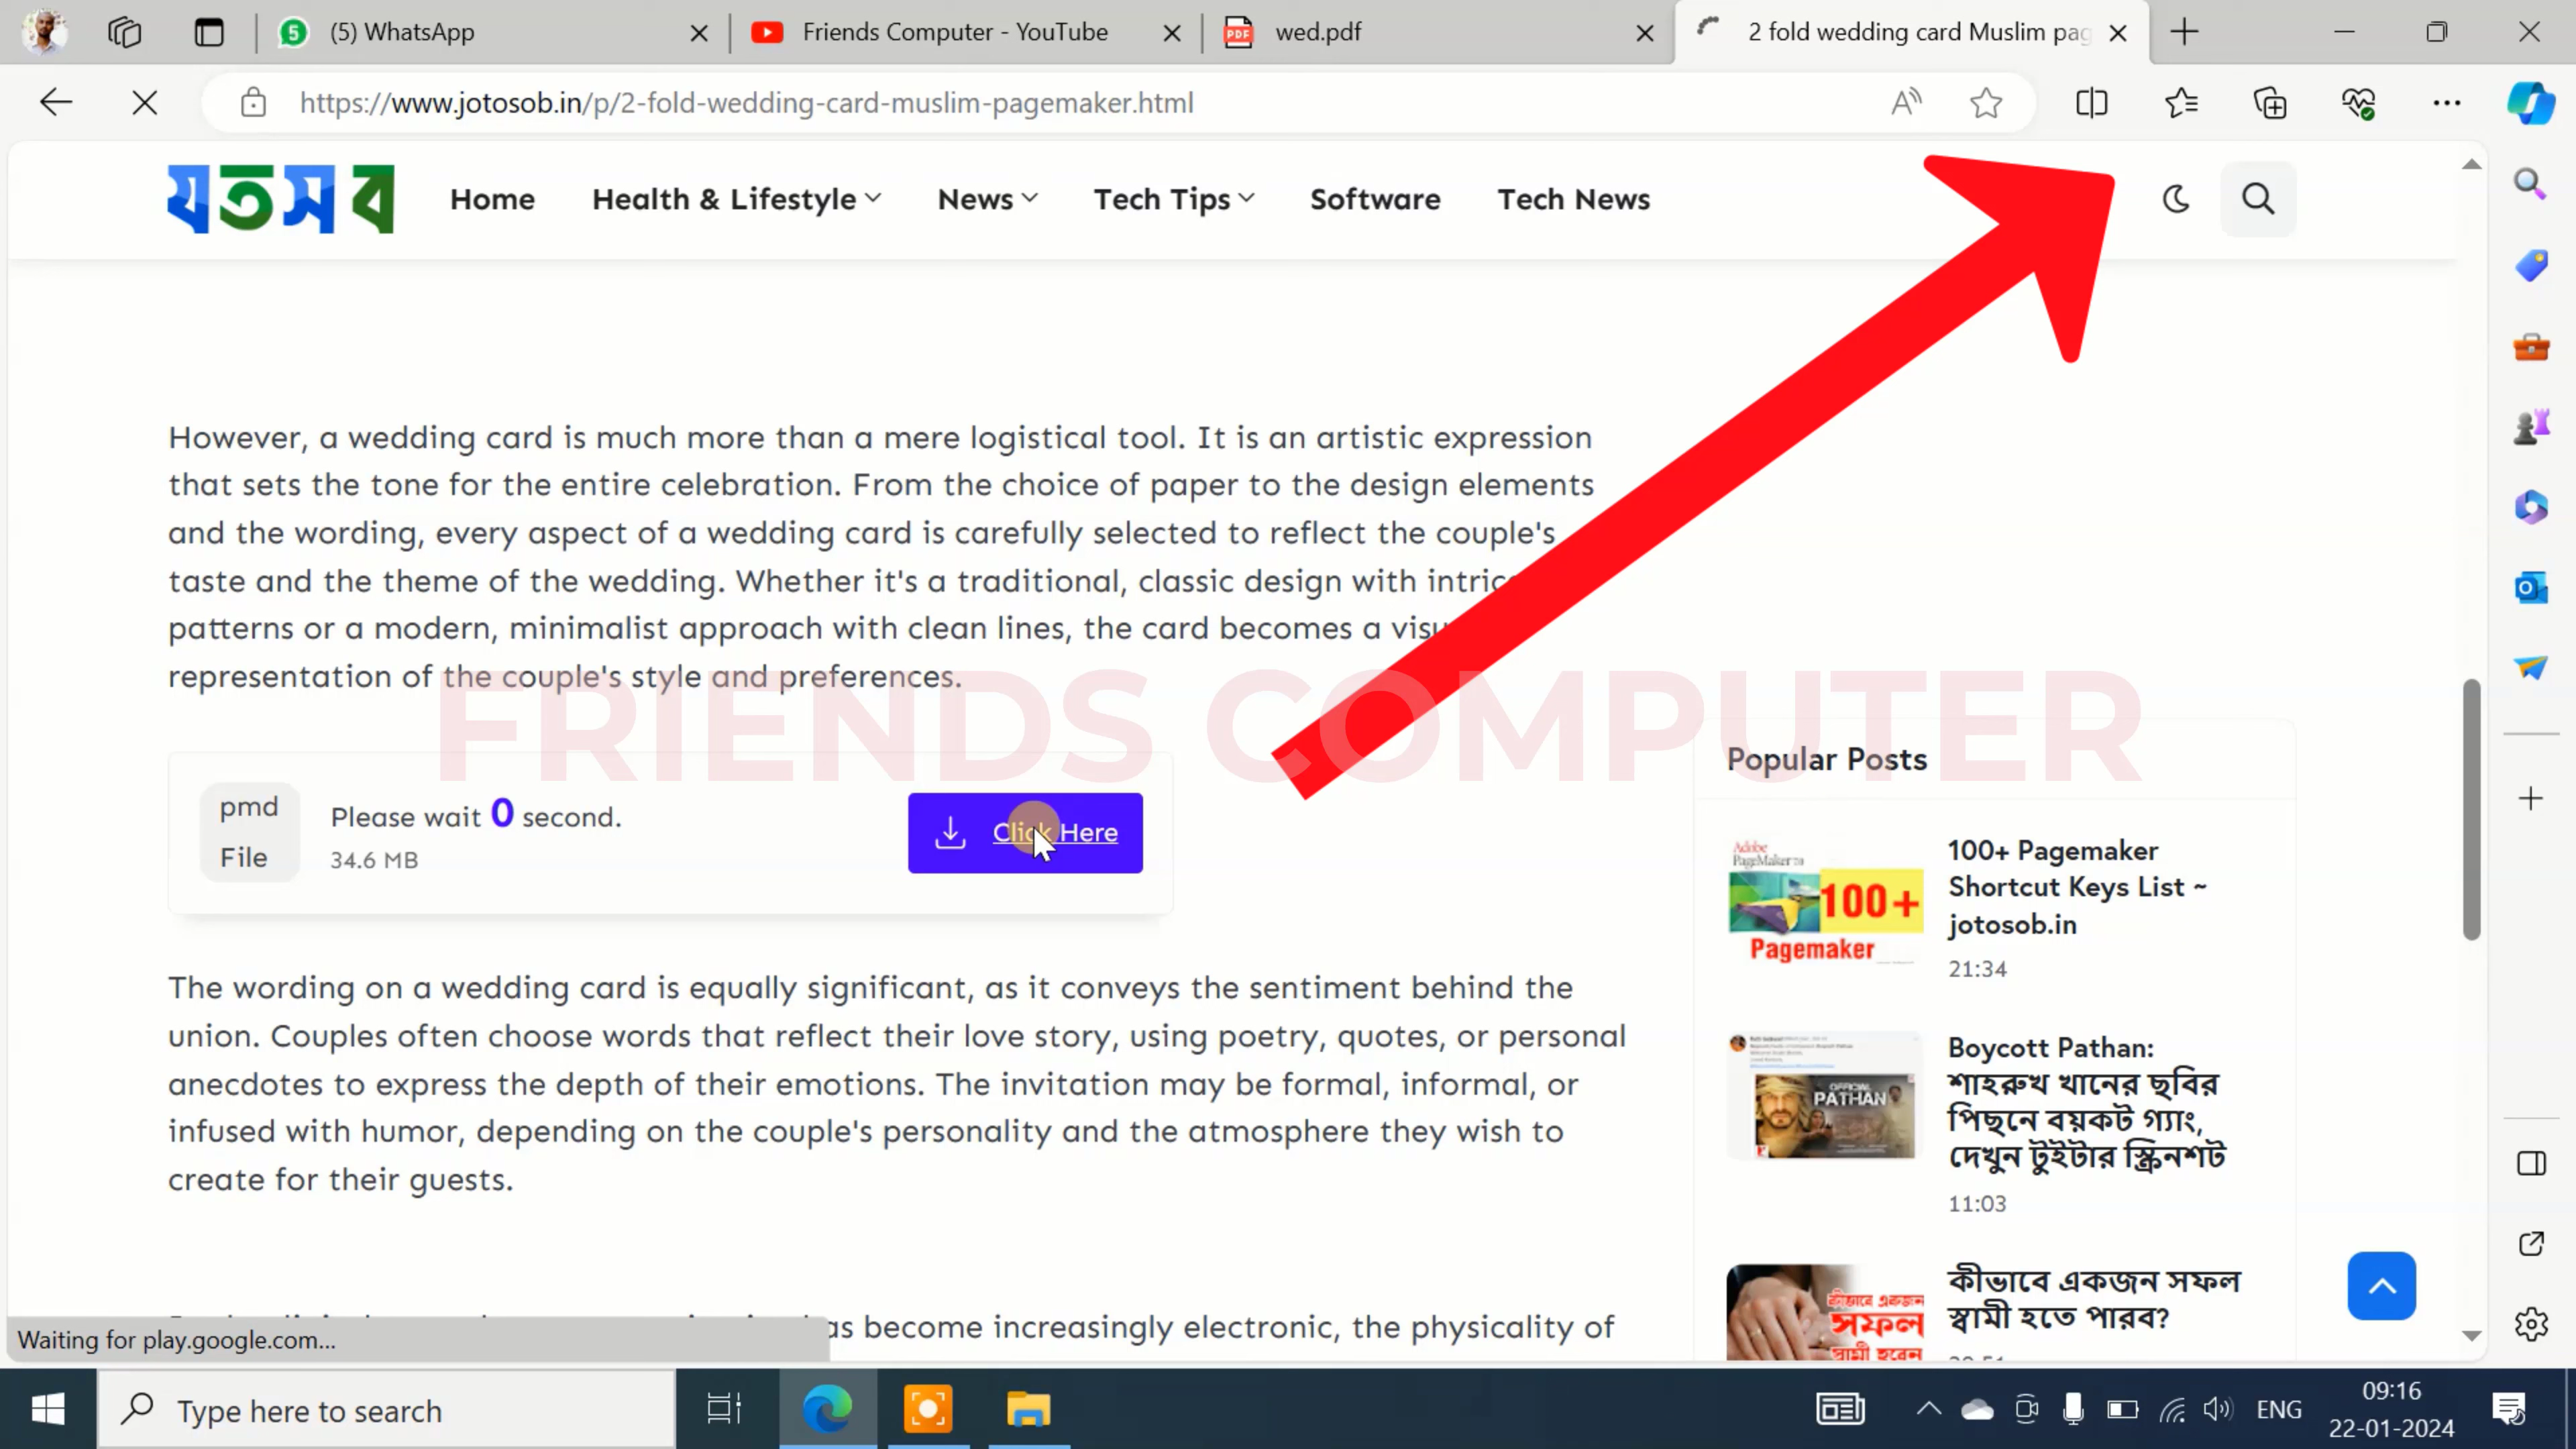 (5) WhatsApp
Friends Computer - YouTube
wed.pdf
2 fold wedding card Muslim pag
https://www.jotosob.in/p/2-fold-wedding-card-muslim-pagemaker.html
যতসব
Home
Health & Lifestyle
News
Tech Tips
Software
Tech News
However, a wedding card is much more than a mere logistical tool. It is an artistic expression
that sets the tone for the entire celebration. From the choice of paper to the design elements
and the wording, every aspect of a wedding card is carefully selected to reflect the couple's
taste and the theme of the wedding. Whether it's a traditional, classic design with intric
patterns or a modern, minimalist approach with clean lines, the card becomes a visu
representation of the couple's style and preferences.
FRIENDS COMPUTER
pmd
File
Please wait 0 second.
34.6 MB
Click Here
The wording on a wedding card is equally significant, as it conveys the sentiment behind the
union. Couples often choose words that reflect their love story, using poetry, quotes, or personal
anecdotes to express the depth of their emotions. The invitation may be formal, informal, or
infused with humor, depending on the couple's personality and the atmosphere they wish to
create for their guests.
as become increasingly electronic, the physicality of
Popular Posts
Adobe
PageMaker 7.0
100+
Pagemaker
100+ Pagemaker
Shortcut Keys List ~
jotosob.in
21:34
OFFICIAL
PATHAN
Boycott Pathan:
শাহরুখ খানের ছবির
পিছনে বয়কট গ্যাং,
দেখুন টুইটার স্ক্রিনশট
11:03
কীভাবে একজন
সফল
স্বামী হবেন
কীভাবে একজন সফল
স্বামী হতে পারব?
Waiting for play.google.com...
Type here to search
ENG
09:16
22-01-2024